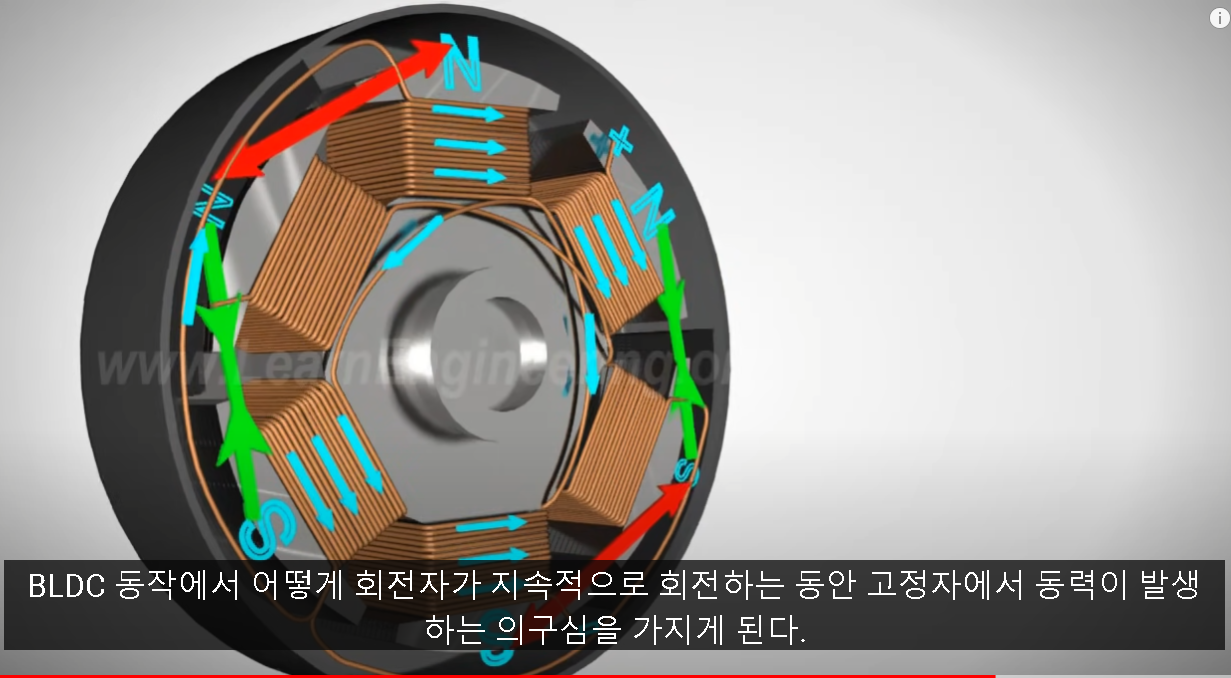 N
+
N
N
www.LearnEngineering.or
S
S
BLDC 동작에서 어떻게 회전자가 지속적으로 회전하는 동안 고정자에서 동력이 발생
하는 의구심을 가지게 된다.
S